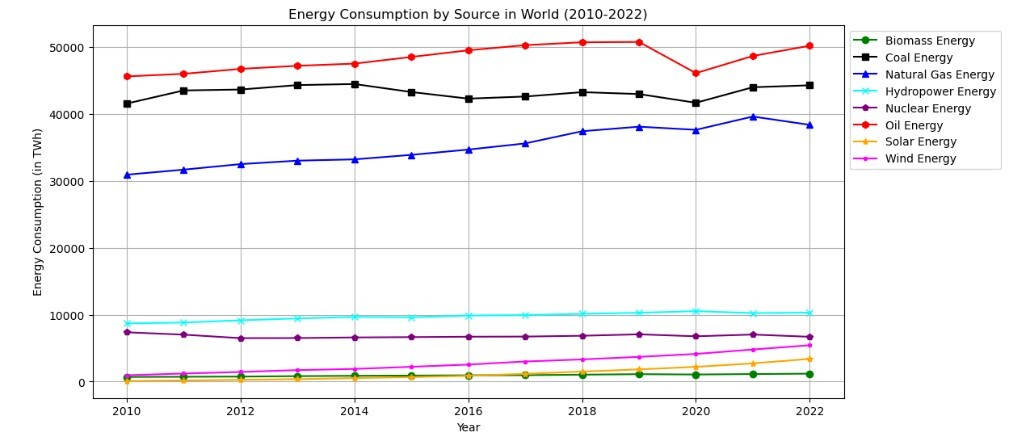 Energy Consumption by Source in World (2010-2022)
Energy Consumption (in TWh)
50000
40000
30000
20000
10000
0
2010
2012
2014
2016
2018
2020
2022
Year
Biomass Energy
Coal Energy
Natural Gas Energy
Hydropower Energy
Nuclear Energy
Oil Energy
Solar Energy
Wind Energy